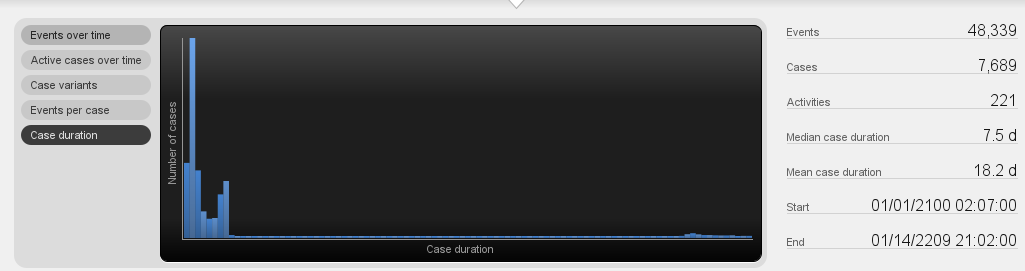 Events over time
Active cases over time
Case variants
Events per case
Case duration
Number of cases
Case duration
Events 48,339
Cases 7,689
Activities 221
Median case duration 7.5 d
Mean case duration 18.2 d
Start 01/01/2100 02:07:00
End 01/14/2209 21:02:00